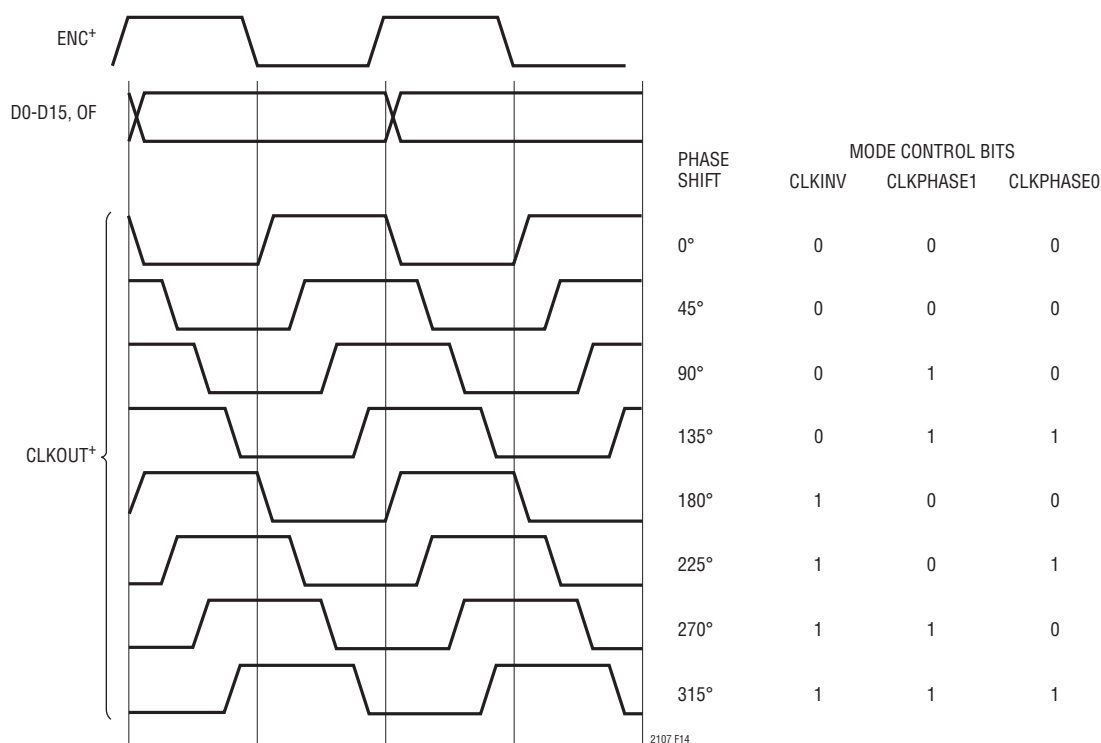 ENC+
D0-D15, OF
CLKOUT+
PHASE SHIFT
MODE CONTROL BITS
CLKINV CLKPHASE1 CLKPHASE0
0° 0 0 0
45° 0 0 0
90° 0 1 0
135° 0 1 1
180° 1 0 0
225° 1 0 1
270° 1 1 0
315° 1 1 1
2107 F14